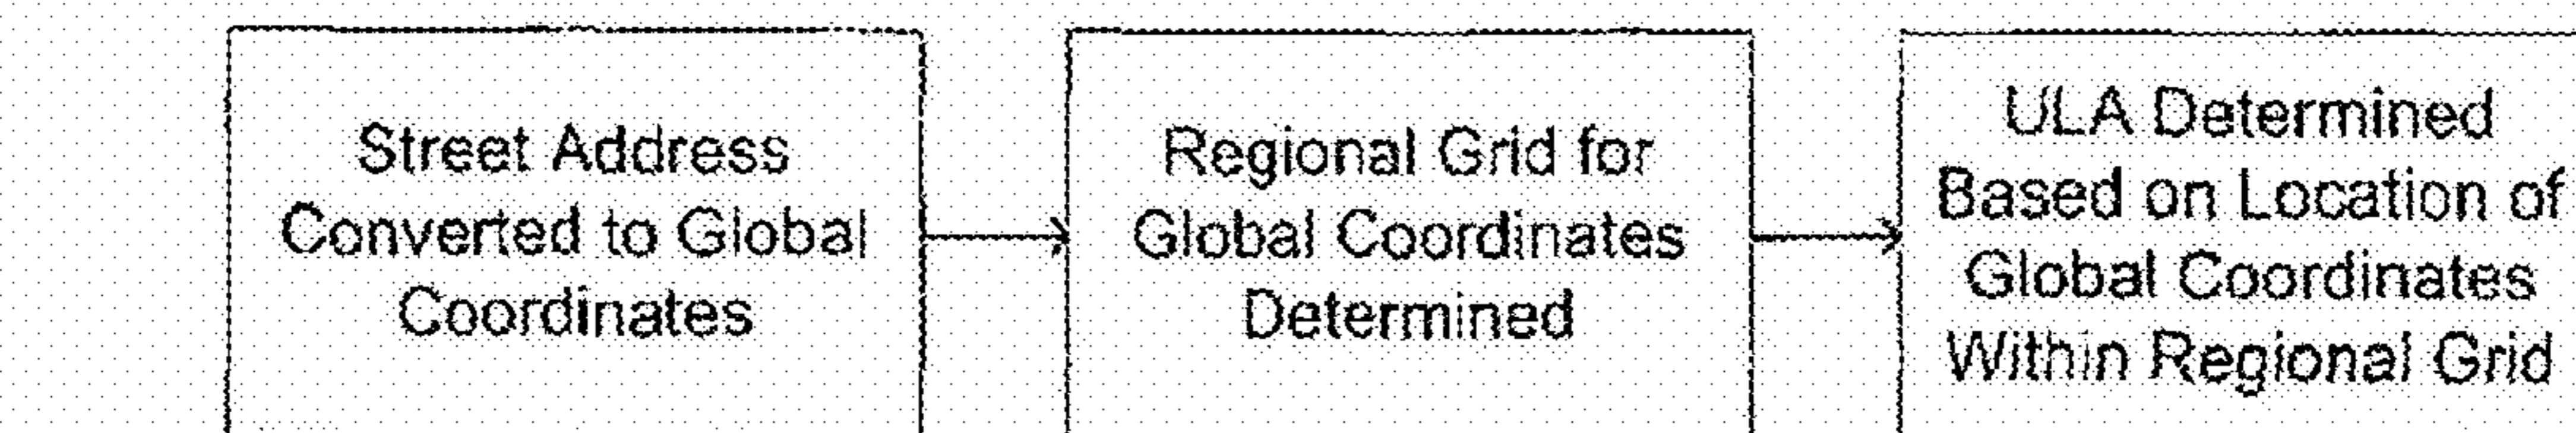 Street Address
Converted to Global
Coordinates
Regional Grid for
Global Coordinates
Determined
ULA Determined
Based on Location of
Global Coordinates
Within Regional Grid